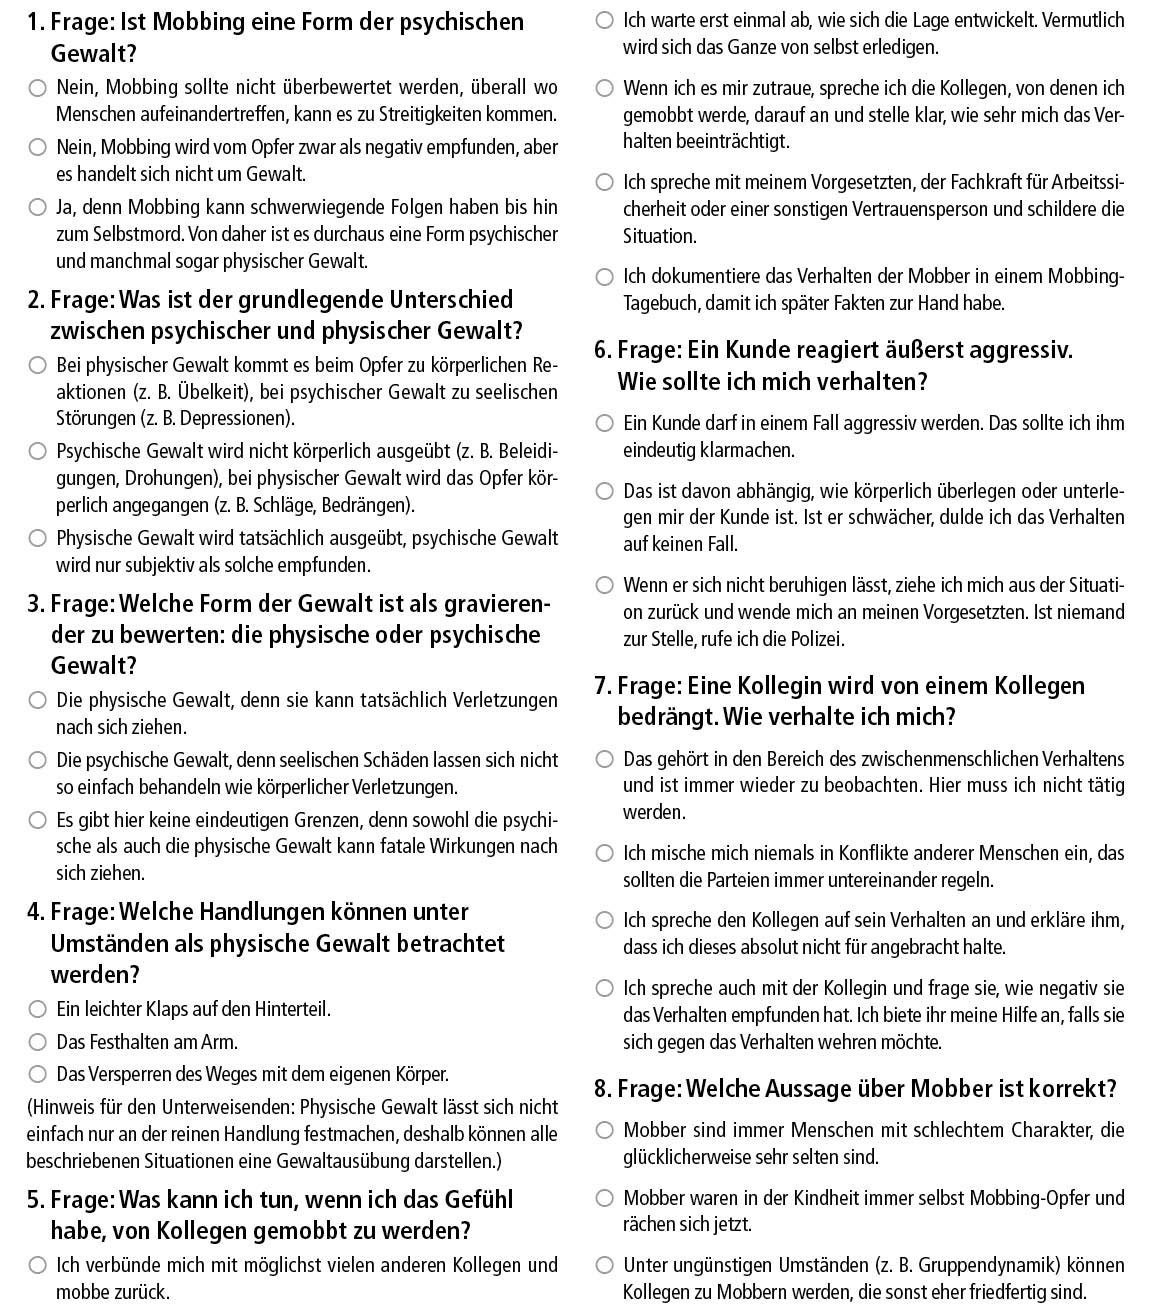 1. Frage: Ist Mobbing eine Form der psychischen
Gewalt?
Nein, Mobbing sollte nicht überbewertet werden, überall wo
Menschen aufeinandertreffen, kann es zu Streitigkeiten kommen.
Nein, Mobbing wird vom Opfer zwar als negativ empfunden, aber
es handelt sich nicht um Gewalt.
Ja, denn Mobbing kann schwerwiegende Folgen haben bis hin
zum Selbstmord. Von daher ist es durchaus eine Form psychischer
und manchmal sogar physischer Gewalt.
2. Frage: Was ist der grundlegende Unterschied
zwischen psychischer und physischer Gewalt?
Bei physischer Gewalt kommt es beim Opfer zu körperlichen Re-
aktionen (z. B. Übelkeit), bei psychischer Gewalt zu seelischen
Störungen (z. B. Depressionen).
Psychische Gewalt wird nicht körperlich ausgeübt (z. B. Beleidi-
gungen, Drohungen), bei physischer Gewalt wird das Opfer kör-
perlich angegangen (z. B. Schläge, Bedrängen).
Physische Gewalt wird tatsächlich ausgeübt, psychische Gewalt
wird nur subjektiv als solche empfunden.
3. Frage: Welche Form der Gewalt ist als gravieren-
der zu bewerten: die physische oder psychische
Gewalt?
Die physische Gewalt, denn sie kann tatsächlich Verletzungen
nach sich ziehen.
Die psychische Gewalt, denn seelischen Schäden lassen sich nicht
so einfach behandeln wie körperlicher Verletzungen.
Es gibt hier keine eindeutigen Grenzen, denn sowohl die psychi-
sche als auch die physische Gewalt kann fatale Wirkungen nach
sich ziehen.
4. Frage: Welche Handlungen können unter
Umständen als physische Gewalt betrachtet
werden?
Ein leichter Klaps auf den Hinterteil.
Das Festhalten am Arm.
Das Versperren des Weges mit dem eigenen Körper.
(Hinweis für den Unterweisenden: Physische Gewalt lässt sich nicht
einfach nur an der reinen Handlung festmachen, deshalb können alle
beschriebenen Situationen eine Gewaltausübung darstellen.)
5. Frage: Was kann ich tun, wenn ich das Gefühl
habe, von Kollegen gemobbt zu werden?
Ich verbünde mich mit möglichst vielen anderen Kollegen und
mobbe zurück.
Ich warte erst einmal ab, wie sich die Lage entwickelt. Vermutlich
wird sich das Ganze von selbst erledigen.
Wenn ich es mir zutraue, spreche ich die Kollegen, von denen ich
gemobbt werde, darauf an und stelle klar, wie sehr mich das Ver-
halten beeinträchtigt.
Ich spreche mit meinem Vorgesetzten, der Fachkraft für Arbeitssi-
cherheit oder einer sonstigen Vertrauensperson und schildere die
Situation.
Ich dokumentiere das Verhalten der Mobber in einem Mobbing-
Tagebuch, damit ich später Fakten zur Hand habe.
6. Frage: Ein Kunde reagiert äußerst aggressiv.
Wie sollte ich mich verhalten?
Ein Kunde darf in einem Fall aggressiv werden. Das sollte ich ihm
eindeutig klarmachen.
Das ist davon abhängig, wie körperlich überlegen oder unterle-
gen mir der Kunde ist. Ist er schwächer, dulde ich das Verhalten
auf keinen Fall.
Wenn er sich nicht beruhigen lässt, ziehe ich mich aus der Situati-
on zurück und wende mich an meinen Vorgesetzten. Ist niemand
zur Stelle, rufe ich die Polizei.
7. Frage: Eine Kollegin wird von einem Kollegen
bedrängt. Wie verhalte ich mich?
Das gehört in den Bereich des zwischenmenschlichen Verhaltens
und ist immer wieder zu beobachten. Hier muss ich nicht tätig
werden.
Ich mische mich niemals in Konflikte anderer Menschen ein, das
sollten die Parteien immer untereinander regeln.
Ich spreche den Kollegen auf sein Verhalten an und erkläre ihm,
dass ich dieses absolut nicht für angebracht halte.
Ich spreche auch mit der Kollegin und frage sie, wie negativ sie
das Verhalten empfunden hat. Ich biete ihr meine Hilfe an, falls sie
sich gegen das Verhalten wehren möchte.
8. Frage: Welche Aussage über Mobber ist korrekt?
Mobber sind immer Menschen mit schlechtem Charakter, die
glücklicherweise sehr selten sind.
Mobber waren in der Kindheit immer selbst Mobbing-Opfer und
rächen sich jetzt.
Unter ungünstigen Umständen (z. B. Gruppendynamik) können
Kollegen zu Mobbern werden, die sonst eher friedfertig sind.